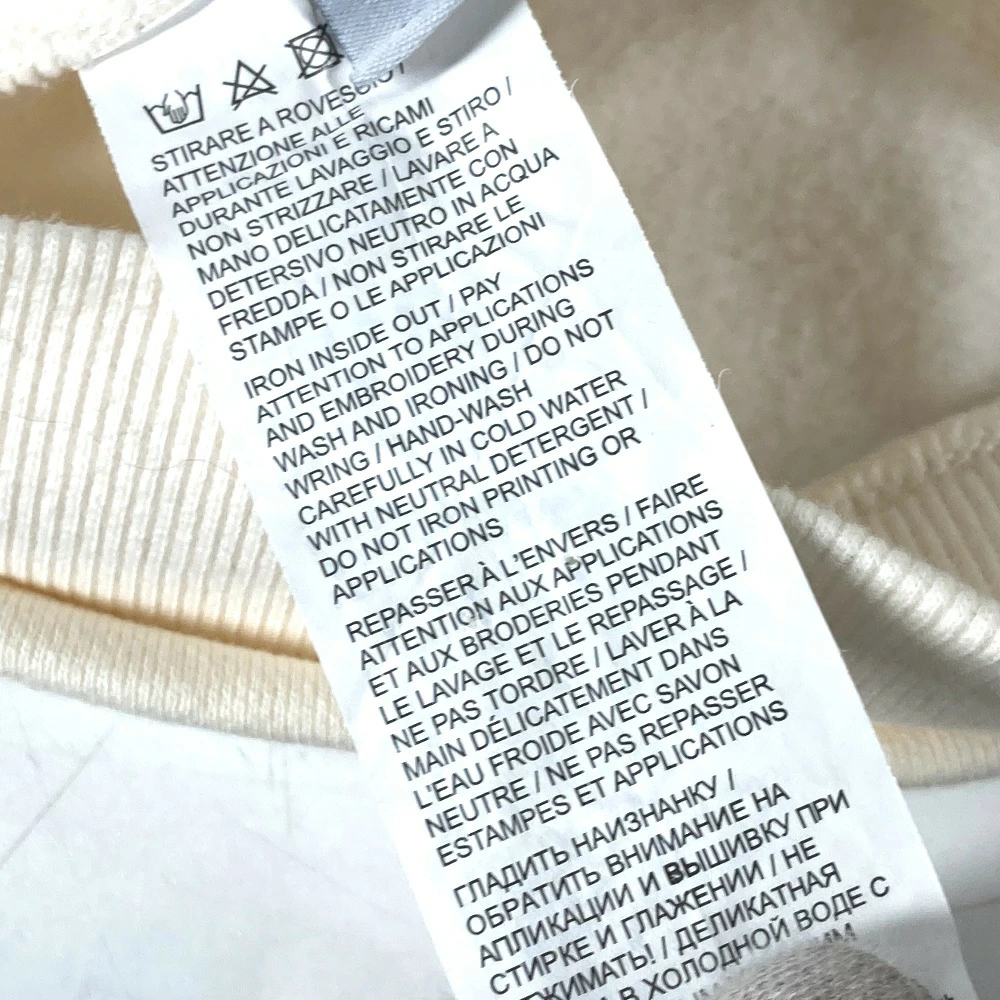 STIRARE A ROVESCIO /
ATTENZIONE ALLE
APPLICAZIONI E RICAMI
DURANTE LAVAGGIO E STIRO /
NON STRIZZARE / LAVARE A
MANO DELICATAMENTE CON
DETERSIVO NEUTRO IN ACQUA
FREDDA / NON STIRARE LE
STAMPE O LE APPLICAZIONI
IRON INSIDE OUT / PAY
ATTENTION TO APPLICATIONS
AND EMBROIDERY DURING
WASH AND IRONING / DO NOT
WRING / HAND-WASH
CAREFULLY IN COLD WATER
WITH NEUTRAL DETERGENT /
DO NOT IRON PRINTING OR
APPLICATIONS
REPASSER À L'ENVERS / FAIRE
ATTENTION AUX APPLICATIONS
ET AUX BRODERIES PENDANT
LE LAVAGE ET LE REPASSAGE /
NE PAS TORDRE / LAVER À LA
MAIN DÉLICATEMENT DANS
L'EAU FROIDE AVEC SAVON
NEUTRE / NE PAS REPASSER
ESTAMPES ET APPLICATIONS
ГЛАДИТЬ НАИЗНАНКУ /
ОБРАТИТЬ ВНИМАНИЕ НА
АПЛИКАЦИИ И ВЫШИВКУ ПРИ
СТИРКЕ И ГЛАЖЕНИИ / НЕ
ДЕЛИКАТНАЯ
В ХОЛОДНОЙ ВОДЕ С